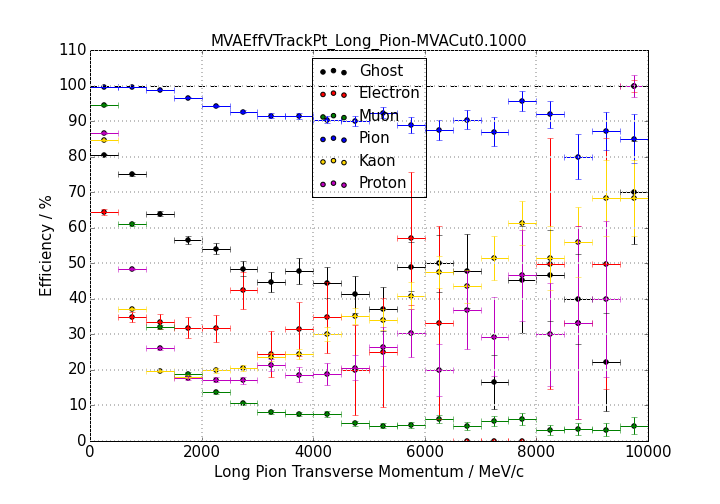 MVAEffVTrackPt_Long_Pion-MVACut0.1000
110
100
90
80
70
60
50
40
30
20
10
0
Efficiency / %
Ghost
Electron
Muon
Pion
Kaon
Proton
0 2000 4000 6000 8000 10000
Long Pion Transverse Momentum / MeV/c